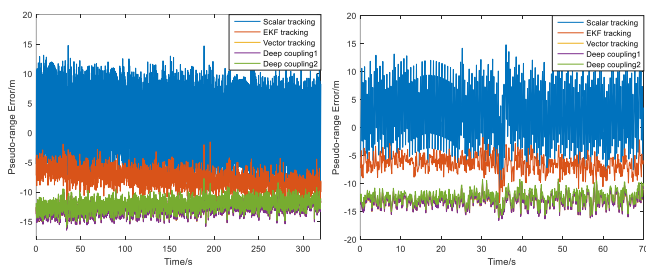 20
15
10
5
0
-5
-10
-15
Pseudo-range Error/m
0 50 100 150 200 250 300
Time/s
Scalar tracking
EKF tracking
Vector tracking
Deep coupling1
Deep coupling2
20
15
10
5
0
-5
-10
-15
-20
Pseudo-range Error/m
0 10 20 30 40 50 60 70
Time/s
Scalar tracking
EKF tracking
Vector tracking
Deep coupling1
Deep coupling2